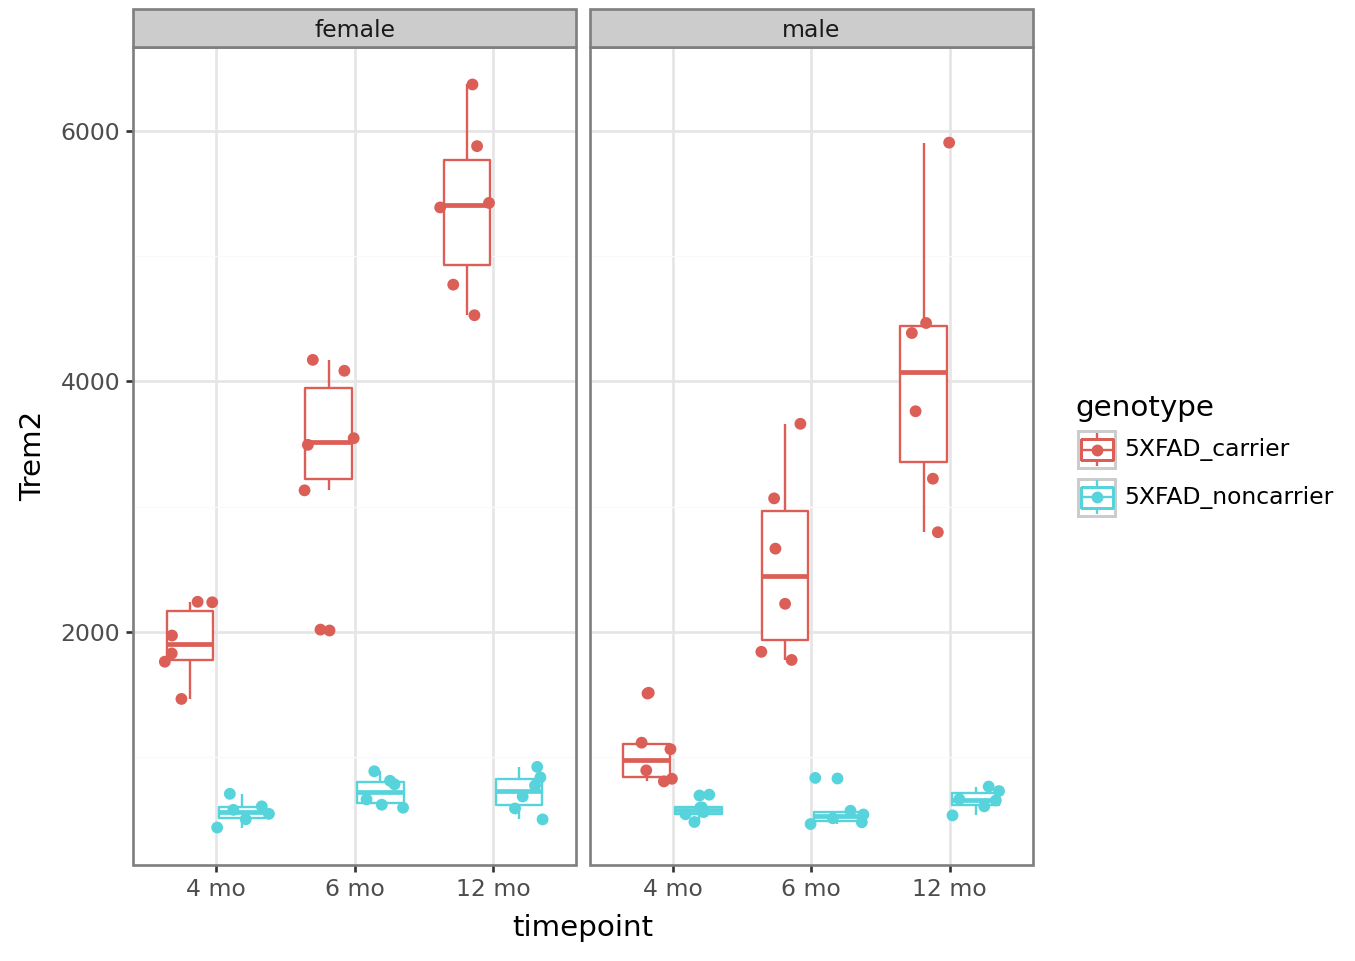 female
male
6000
4000
2000
Trem2
4 mo
6 mo
12 mo
4 mo
6 mo
12 mo
timepoint
genotype
5XFAD_carrier
5XFAD_noncarrier